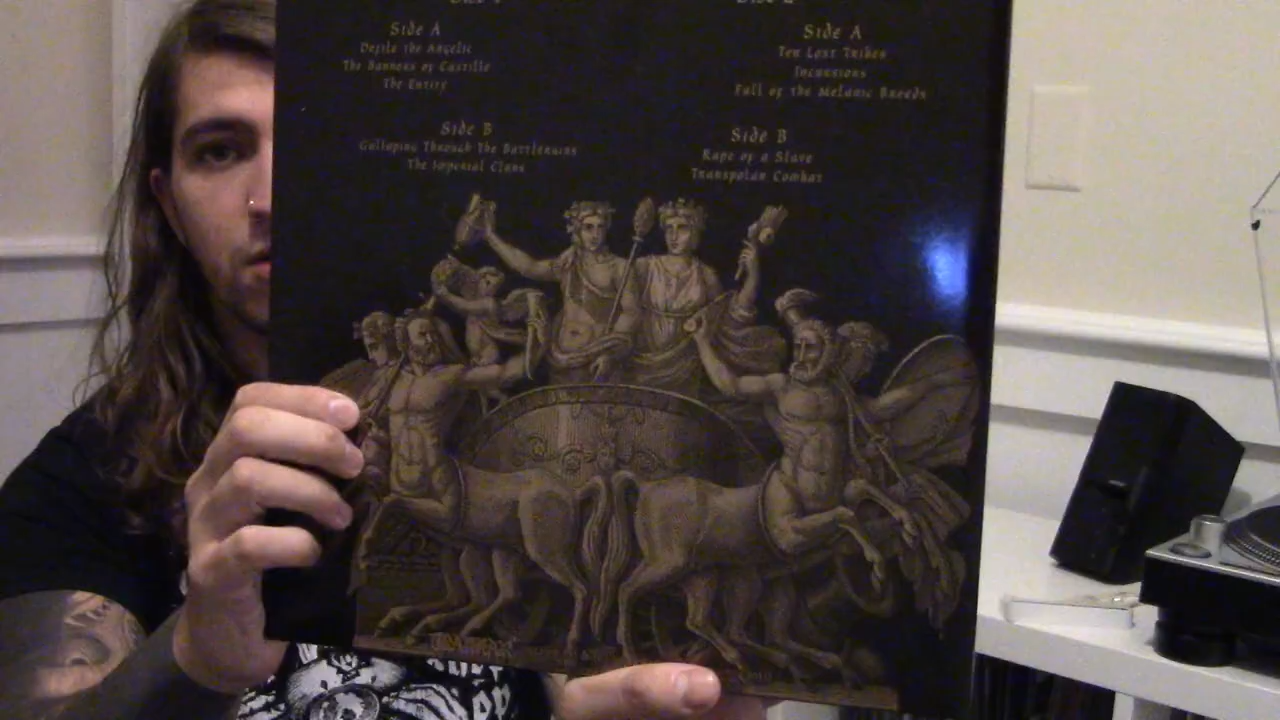 Side A
Defile the Angelic
The Banners of Castille
The Entity
Side B
Galloping Through the Battleruins
The Imperial Clans
Side A
Ten Lost Tribes
Incursions
Fall of the Melanic Breeds
Side B
Rape of a Slave
Transpolar Combat